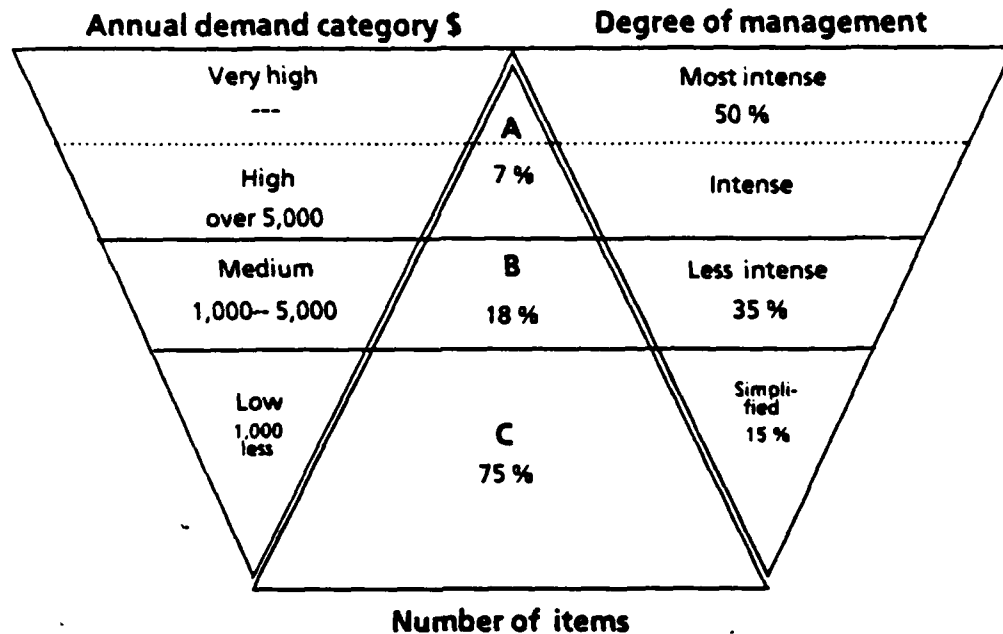 Annual demand category $
Degree of management
Very high
---
Most intense
50 %
A
7 %
High
over 5,000
Intense
Medium
1,000-- 5,000
B
18 %
Less intense
35 %
Low
1,000
less
C
75 %
Simpli-
fied
15 %
Number of items